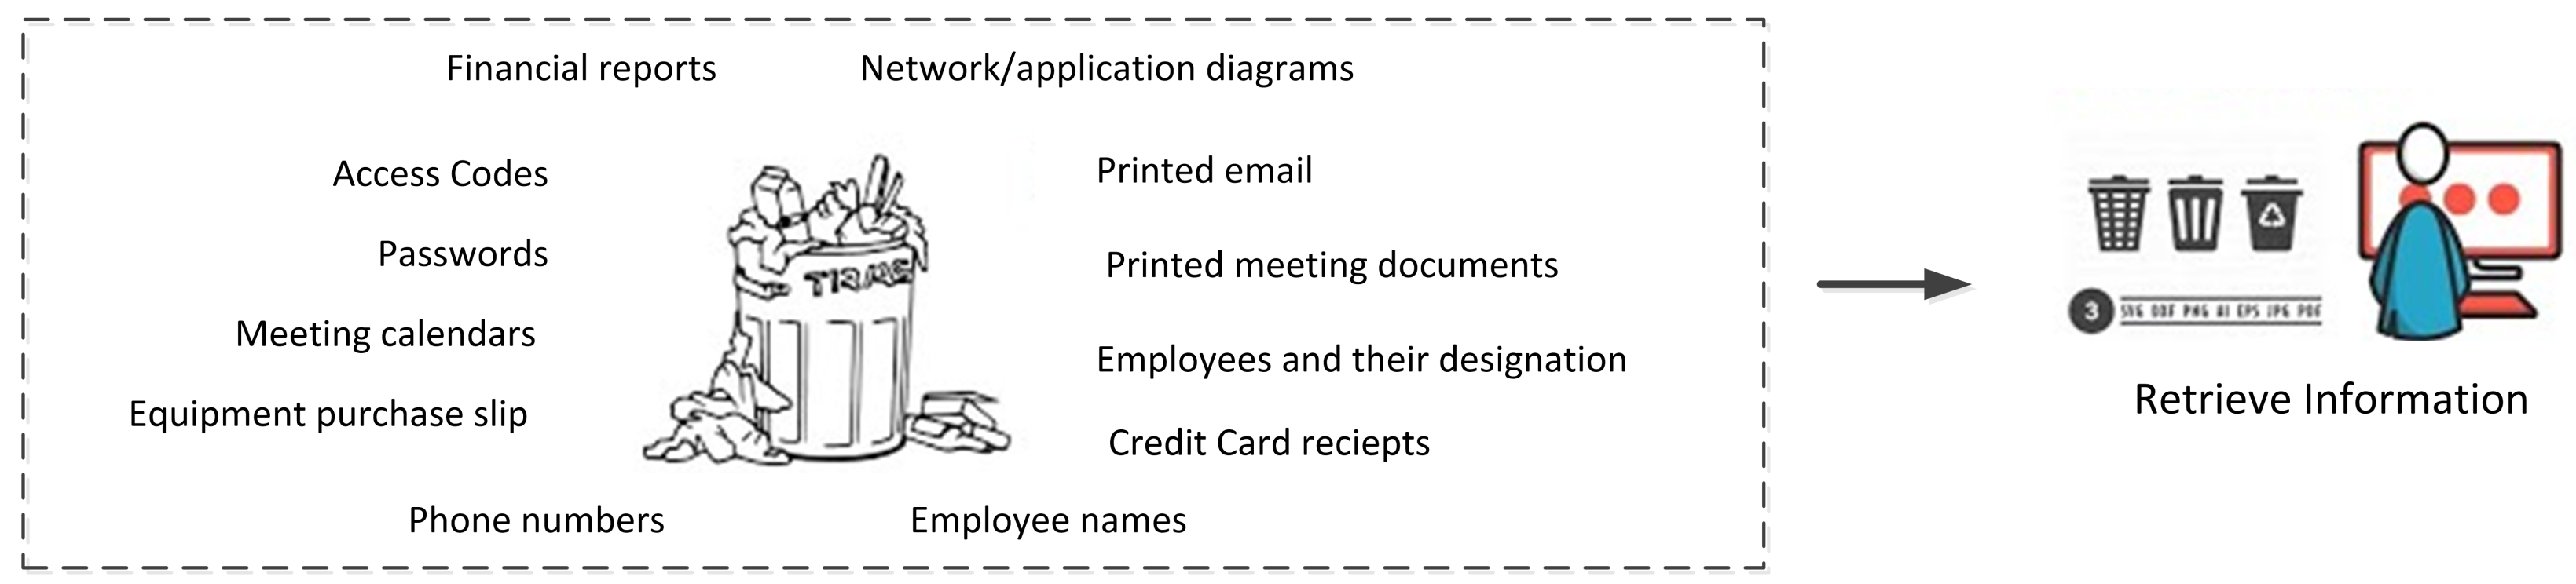 Financial reports
Network/application diagrams
Access Codes
Printed email
Passwords
Printed meeting documents
Meeting calendars
Employees and their designation
Equipment purchase slip
Credit Card reciepts
Phone numbers
Employee names
3
SVG DXF PNG AI EPS JPG PDF
Retrieve Information